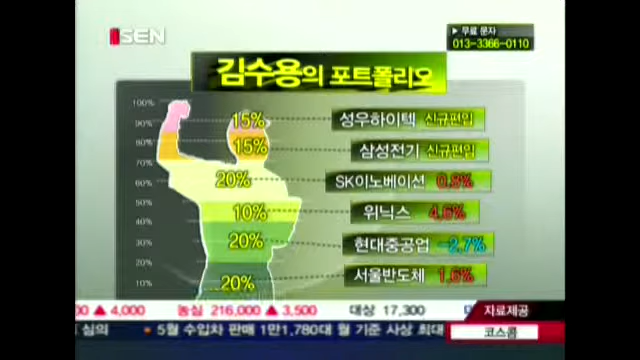 SEN
▶ 무료 문자
013-3366-0110
김수용의 포트폴리오
100%
90%
80%
70%
60%
50%
40%
30%
20%
10%
15% 성우하이텍 신규편입
15% 삼성전기 신규편입
20% SK이노베이션 0.8%
10% 위닉스 4.6%
20% 현대중공업 -2.7%
20% 서울반도체 1.5%
00 ▲ 4,000 농심 216,000 ▲ 3,500 대상 17,300
자료제공
심의 • 5월 수입차 판매 1만1,780대 월 기준 사상 최대
코스콤